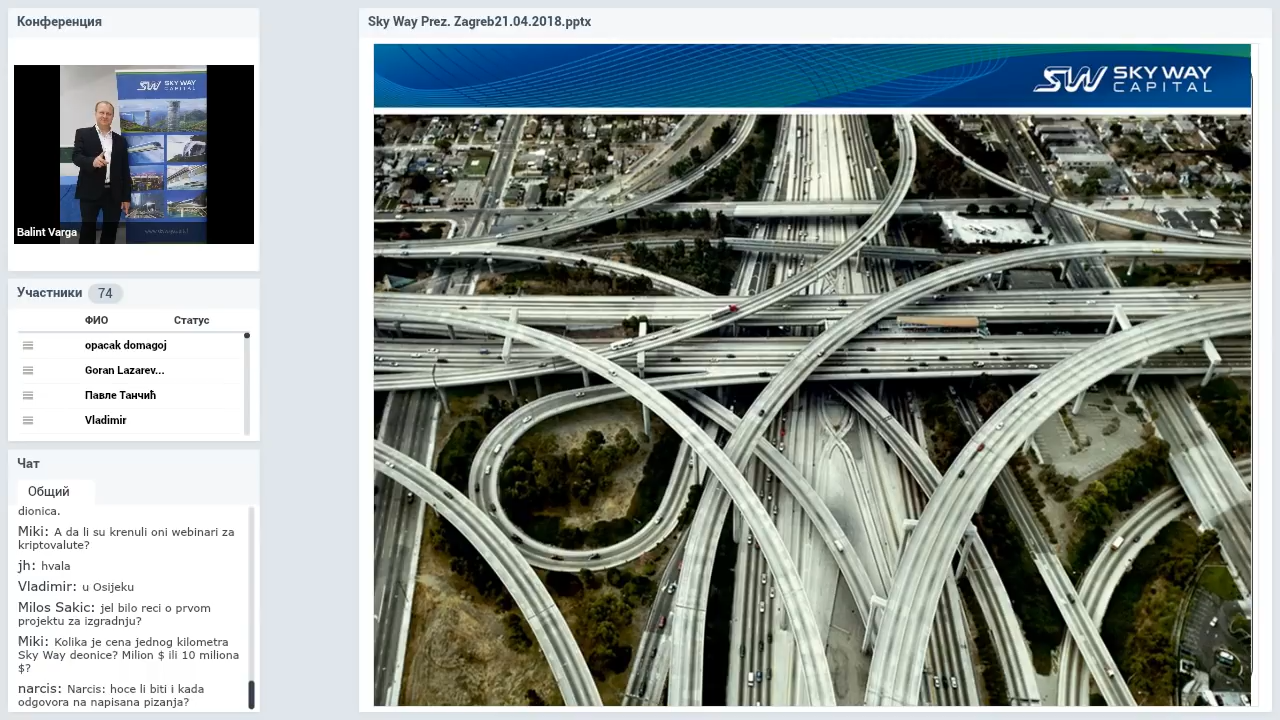 Конференция
SKY WAY
CAPITAL
Balint Varga
Участники 74
ФИО Статус
opacak domagoj
Goran Lazarev...
Павле Танчић
Vladimir
Чат
Общий
dionica.
Miki: A da li su krenuli oni webinari za
kriptovalute?
jh: hvala
Vladimir: u Osijeku
Milos Sakic: jel bilo reci o prvom
projektu za izgradnju?
Miki: Kolika je cena jednog kilometra
Sky Way deonice? Milion $ ili 10 miliona
$?
narcis: Narcis: hoce li biti i kada
odgovora na napisana pizanja?
Sky Way Prez. Zagreb21.04.2018.pptx
SW SKY WAY
CAPITAL